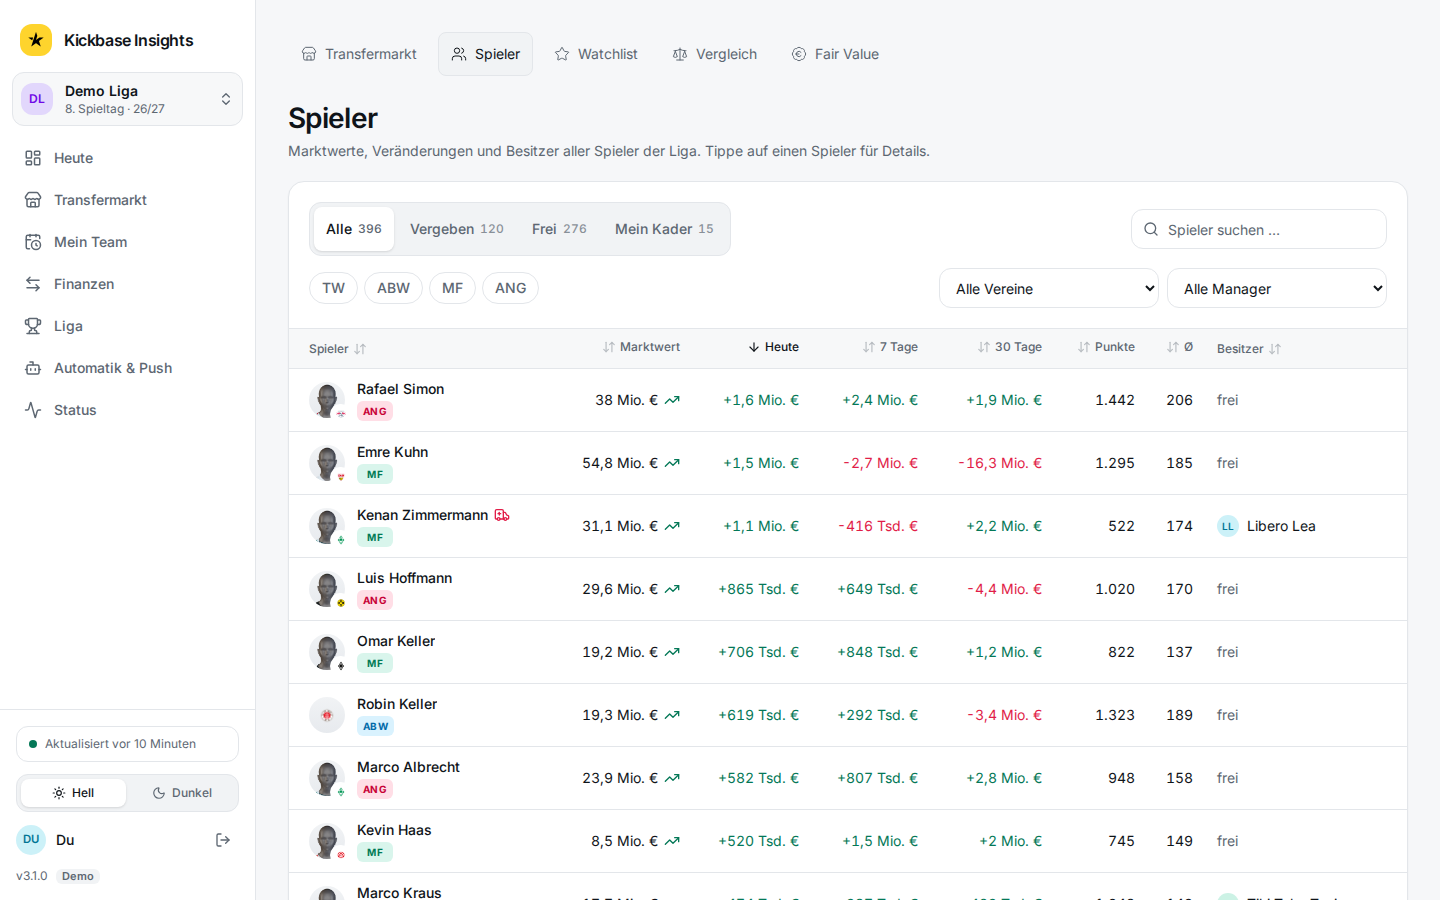 Kickbase Insights
DL
Demo Liga
8. Spieltag · 26/27
Heute
Transfermarkt
Mein Team
Finanzen
Liga
Automatik & Push
Status
Aktualisiert vor 10 Minuten
Hell
Dunkel
DU
Du
v3.1.0
Demo
Transfermarkt
Spieler
Watchlist
Vergleich
Fair Value
Spieler
Marktwerte, Veränderungen und Besitzer aller Spieler der Liga. Tippe auf einen Spieler für Details.
Alle 396
Vergeben 120
Frei 276
Mein Kader 15
Spieler suchen ...
TW
ABW
MF
ANG
Alle Vereine
Alle Manager
Spieler Marktwert Heute 7 Tage 30 Tage Punkte Ø Besitzer
Rafael Simon
ANG
38 Mio. € +1,6 Mio. € +2,4 Mio. € +1,9 Mio. € 1.442 206 frei
Emre Kuhn
MF
54,8 Mio. € +1,5 Mio. € -2,7 Mio. € -16,3 Mio. € 1.295 185 frei
Kenan Zimmermann
MF
31,1 Mio. € +1,1 Mio. € -416 Tsd. € +2,2 Mio. € 522 174 LL Libero Lea
Luis Hoffmann
ANG
29,6 Mio. € +865 Tsd. € +649 Tsd. € -4,4 Mio. € 1.020 170 frei
Omar Keller
MF
19,2 Mio. € +706 Tsd. € +848 Tsd. € +1,2 Mio. € 822 137 frei
Robin Keller
ABW
19,3 Mio. € +619 Tsd. € +292 Tsd. € -3,4 Mio. € 1.323 189 frei
Marco Albrecht
ANG
23,9 Mio. € +582 Tsd. € +807 Tsd. € +2,8 Mio. € 948 158 frei
Kevin Haas
MF
8,5 Mio. € +520 Tsd. € +1,5 Mio. € +2 Mio. € 745 149 frei
Marco Kraus